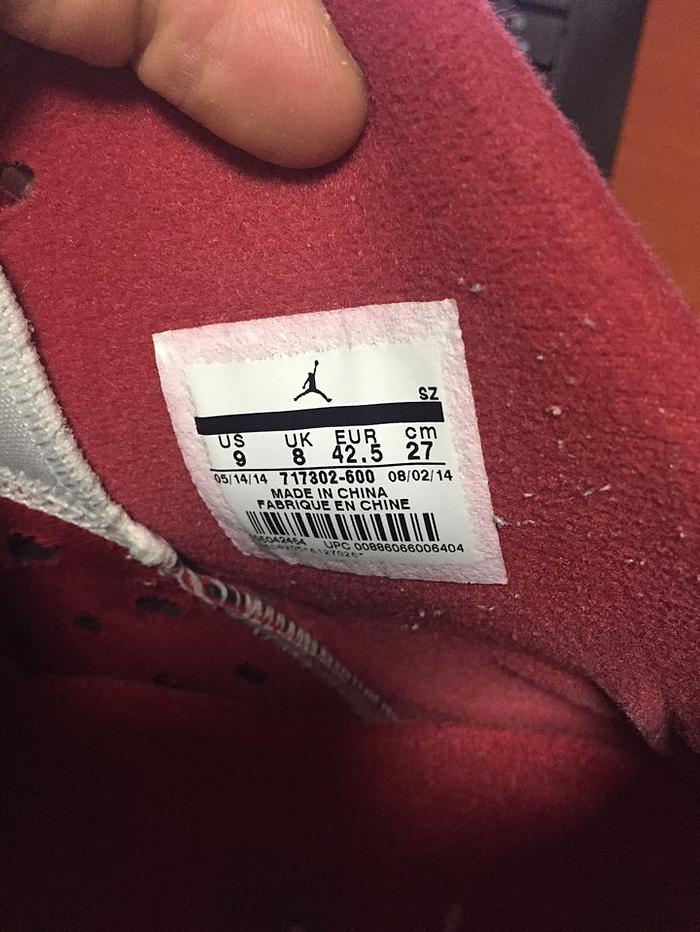 SZ
US UK EUR cm
9 8 42.5 27
05/14/14 717302-600 08/02/14
MADE IN CHINA
FABRIQUE EN CHINE
UPC 00886066006404